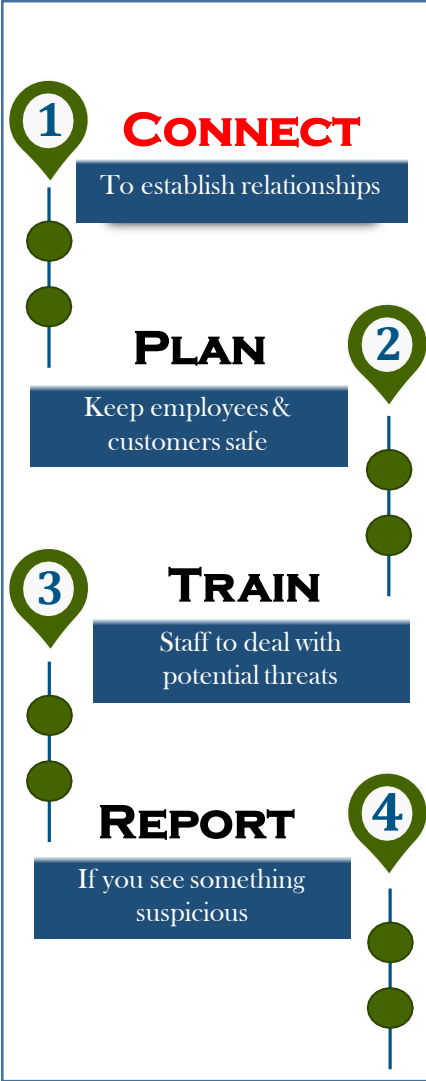 1
CONNECT
To establish relationships
PLAN
2
Keep employees &
customers safe
3
TRAIN
Staff to deal with
potential threats
REPORT
4
If you see something
suspicious